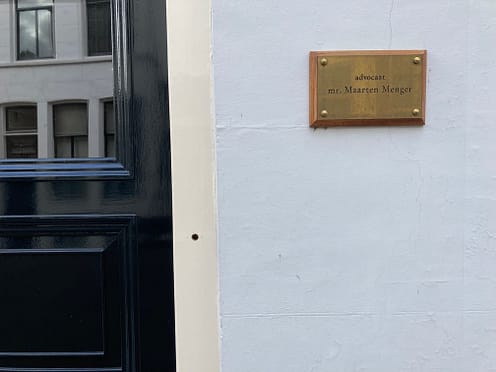 advocaat
mr. Maarten Menger